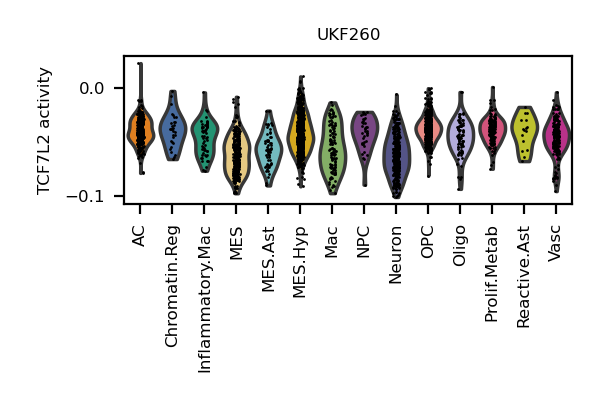 UKF260
TCF7L2 activity
0.0
−0.1
AC
Chromatin.Reg
Inflammatory.Mac
MES
MES.Ast
MES.Hyp
Mac
NPC
Neuron
OPC
Oligo
Prolif.Metab
Reactive.Ast
Vasc